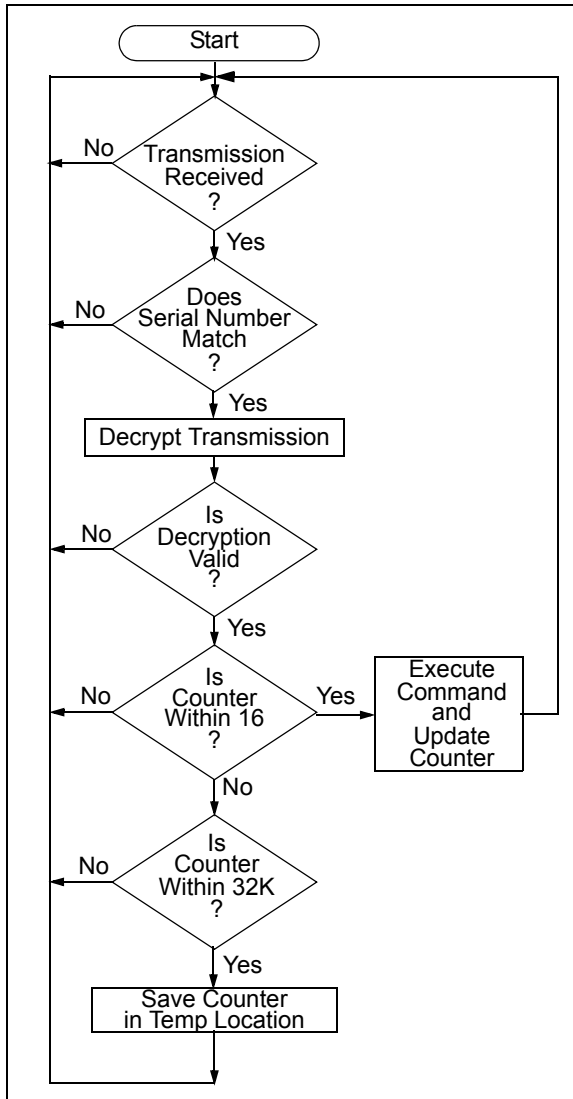 Start
No
Transmission
Received
?
Yes
No
Does
Serial Number
Match
?
Yes
Decrypt Transmission
No
Is
Decryption
Valid
?
Yes
No
Is
Counter
Within 16
?
Yes
Execute
Command
and
Update
Counter
No
No
Is
Counter
Within 32K
?
Yes
Save Counter
in Temp Location